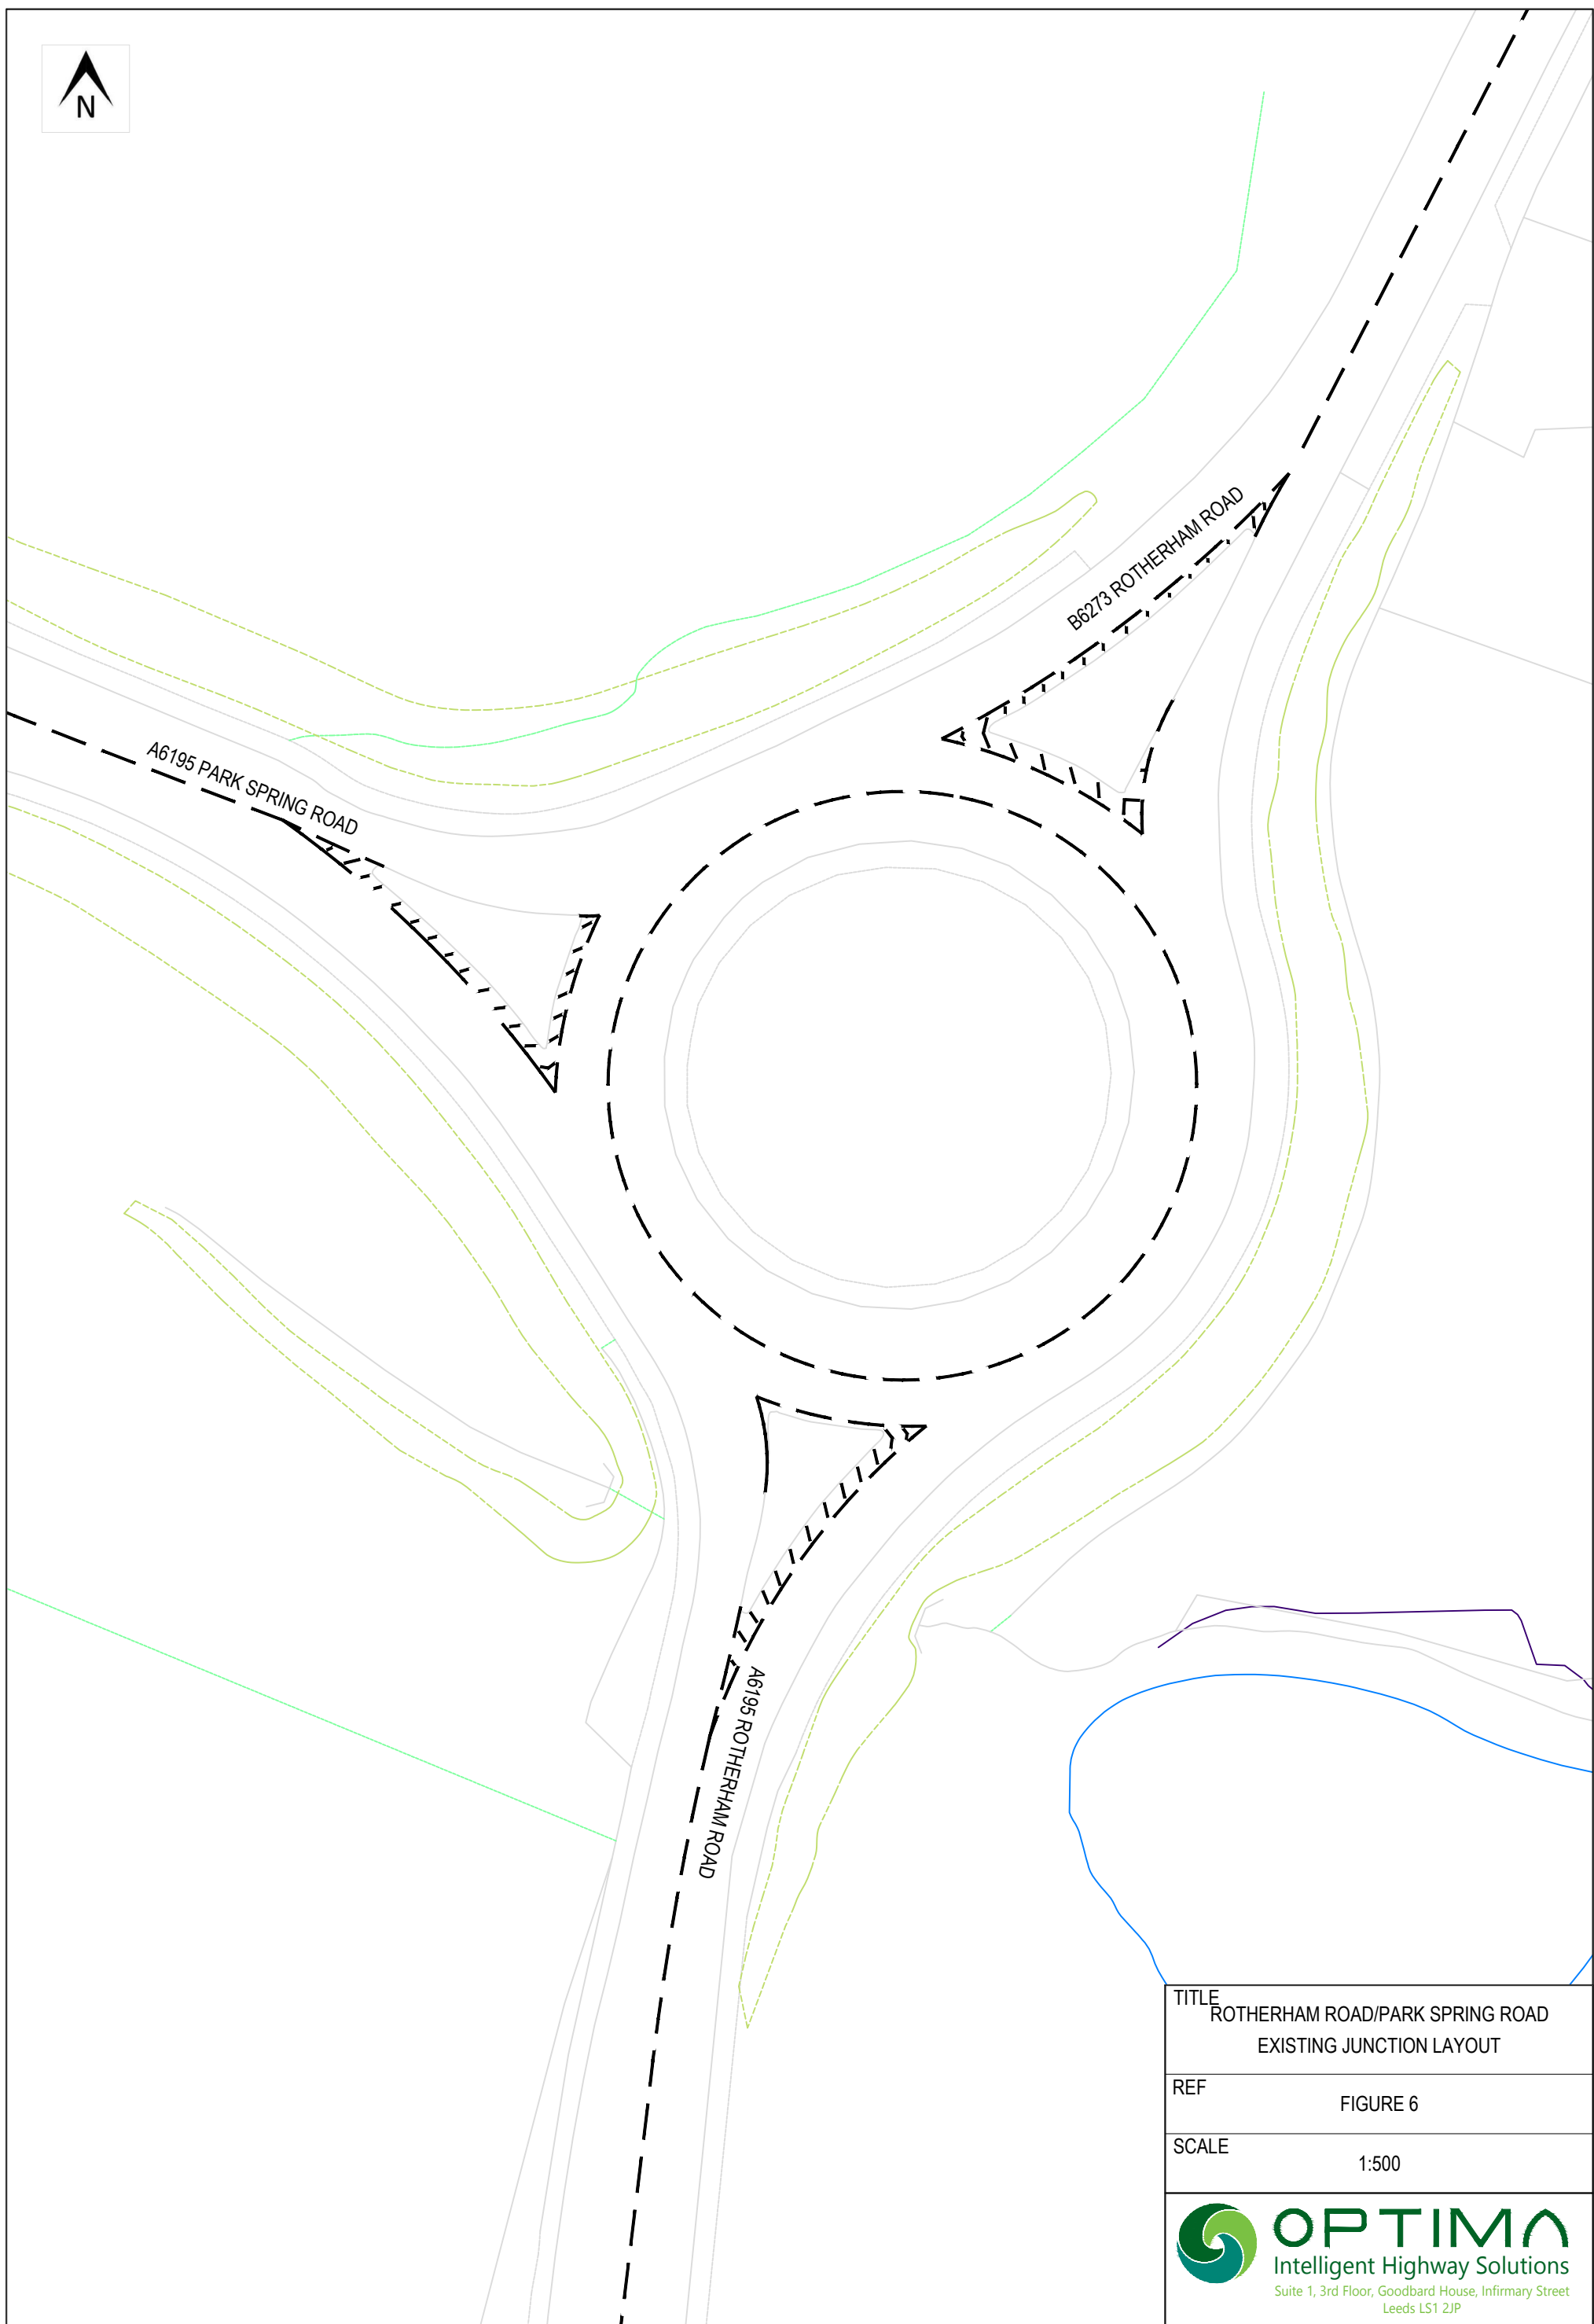 N
B6273 ROTHERHAM ROAD
A6195 PARK SPRING ROAD
A6195 ROTHERHAM ROAD
TITLE
ROTHERHAM ROAD/PARK SPRING ROAD
EXISTING JUNCTION LAYOUT
REF
FIGURE 6
SCALE
1:500
OPTIMA
Intelligent Highway Solutions
Suite 1, 3rd Floor, Goodbard House, Infirmary Street
Leeds LS1 2JP